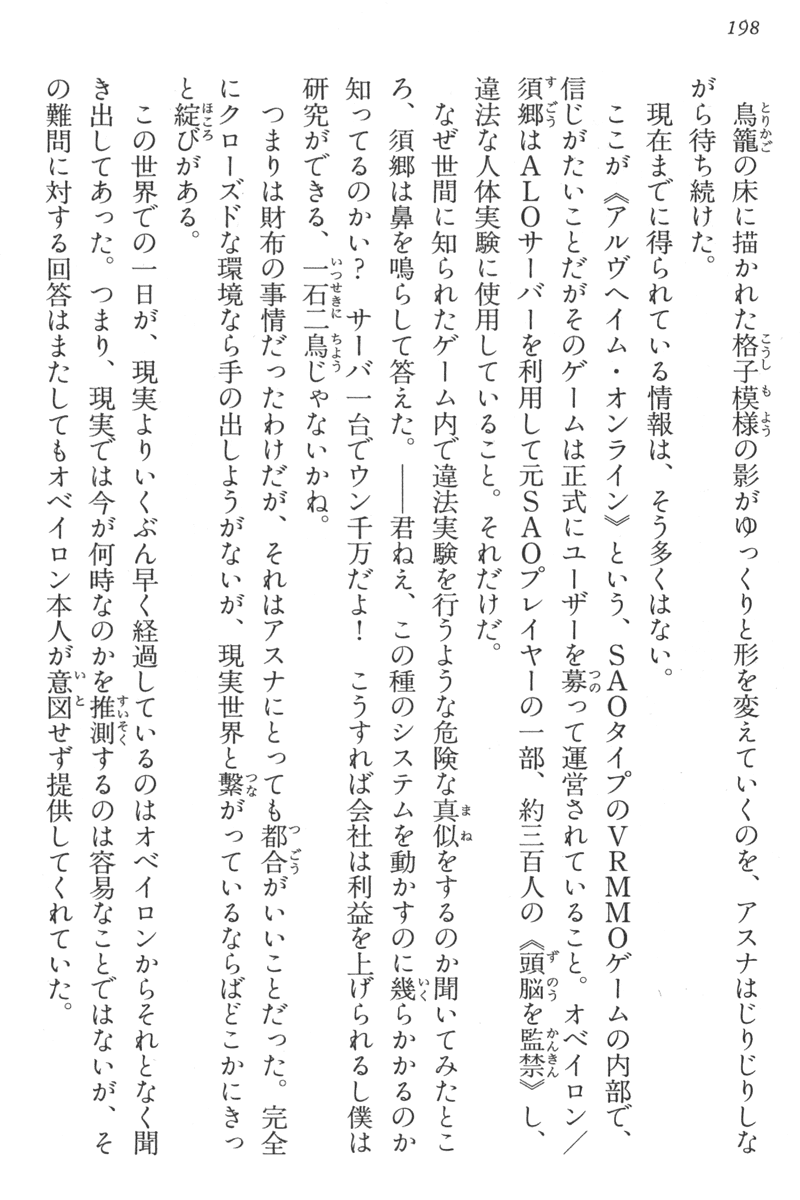 198
鳥籠の床に描かれた格子模様の影がゆっくりと形を変えていくのを、アスナはじりじりしな
がら待ち続けた。
現在までに得られている情報は、そう多くはない。
ここが《アルヴヘイム・オンライン》という、SAOタイプのVRMMOゲームの内部で、
信じがたいことだがそのゲームは正式にユーザーを募って運営されていること。オベイロン／
須郷はALOサーバーを利用して元SAOプレイヤーの一部、約三百人の《頭脳を監禁》し、
違法な人体実験に使用していること。それだけだ。
なぜ世間に知られたゲーム内で違法実験を行うような危険な真似をするのか聞いてみたとこ
ろ、須郷は鼻を鳴らして答えた。――君ねえ、この種のシステムを動かすのに幾らかかるのか
知ってるのかい？　サーバ一台でウン千万だよ！　こうすれば会社は利益を上げられるし僕は
研究ができる、一石二鳥じゃないかね。
つまりは財布の事情だったわけだが、それはアスナにとっても都合がいいことだった。完全
にクローズドな環境なら手の出しようがないが、現実世界と繋がっているならばどこかにきっ
と綻びがある。
この世界での一日が、現実よりいくぶん早く経過しているのはオベイロンからそれとなく聞
き出してあった。つまり、現実では今が何時なのかを推測するのは容易なことではないが、そ
の難問に対する回答はまたしてもオベイロン本人が意図せず提供してくれていた。